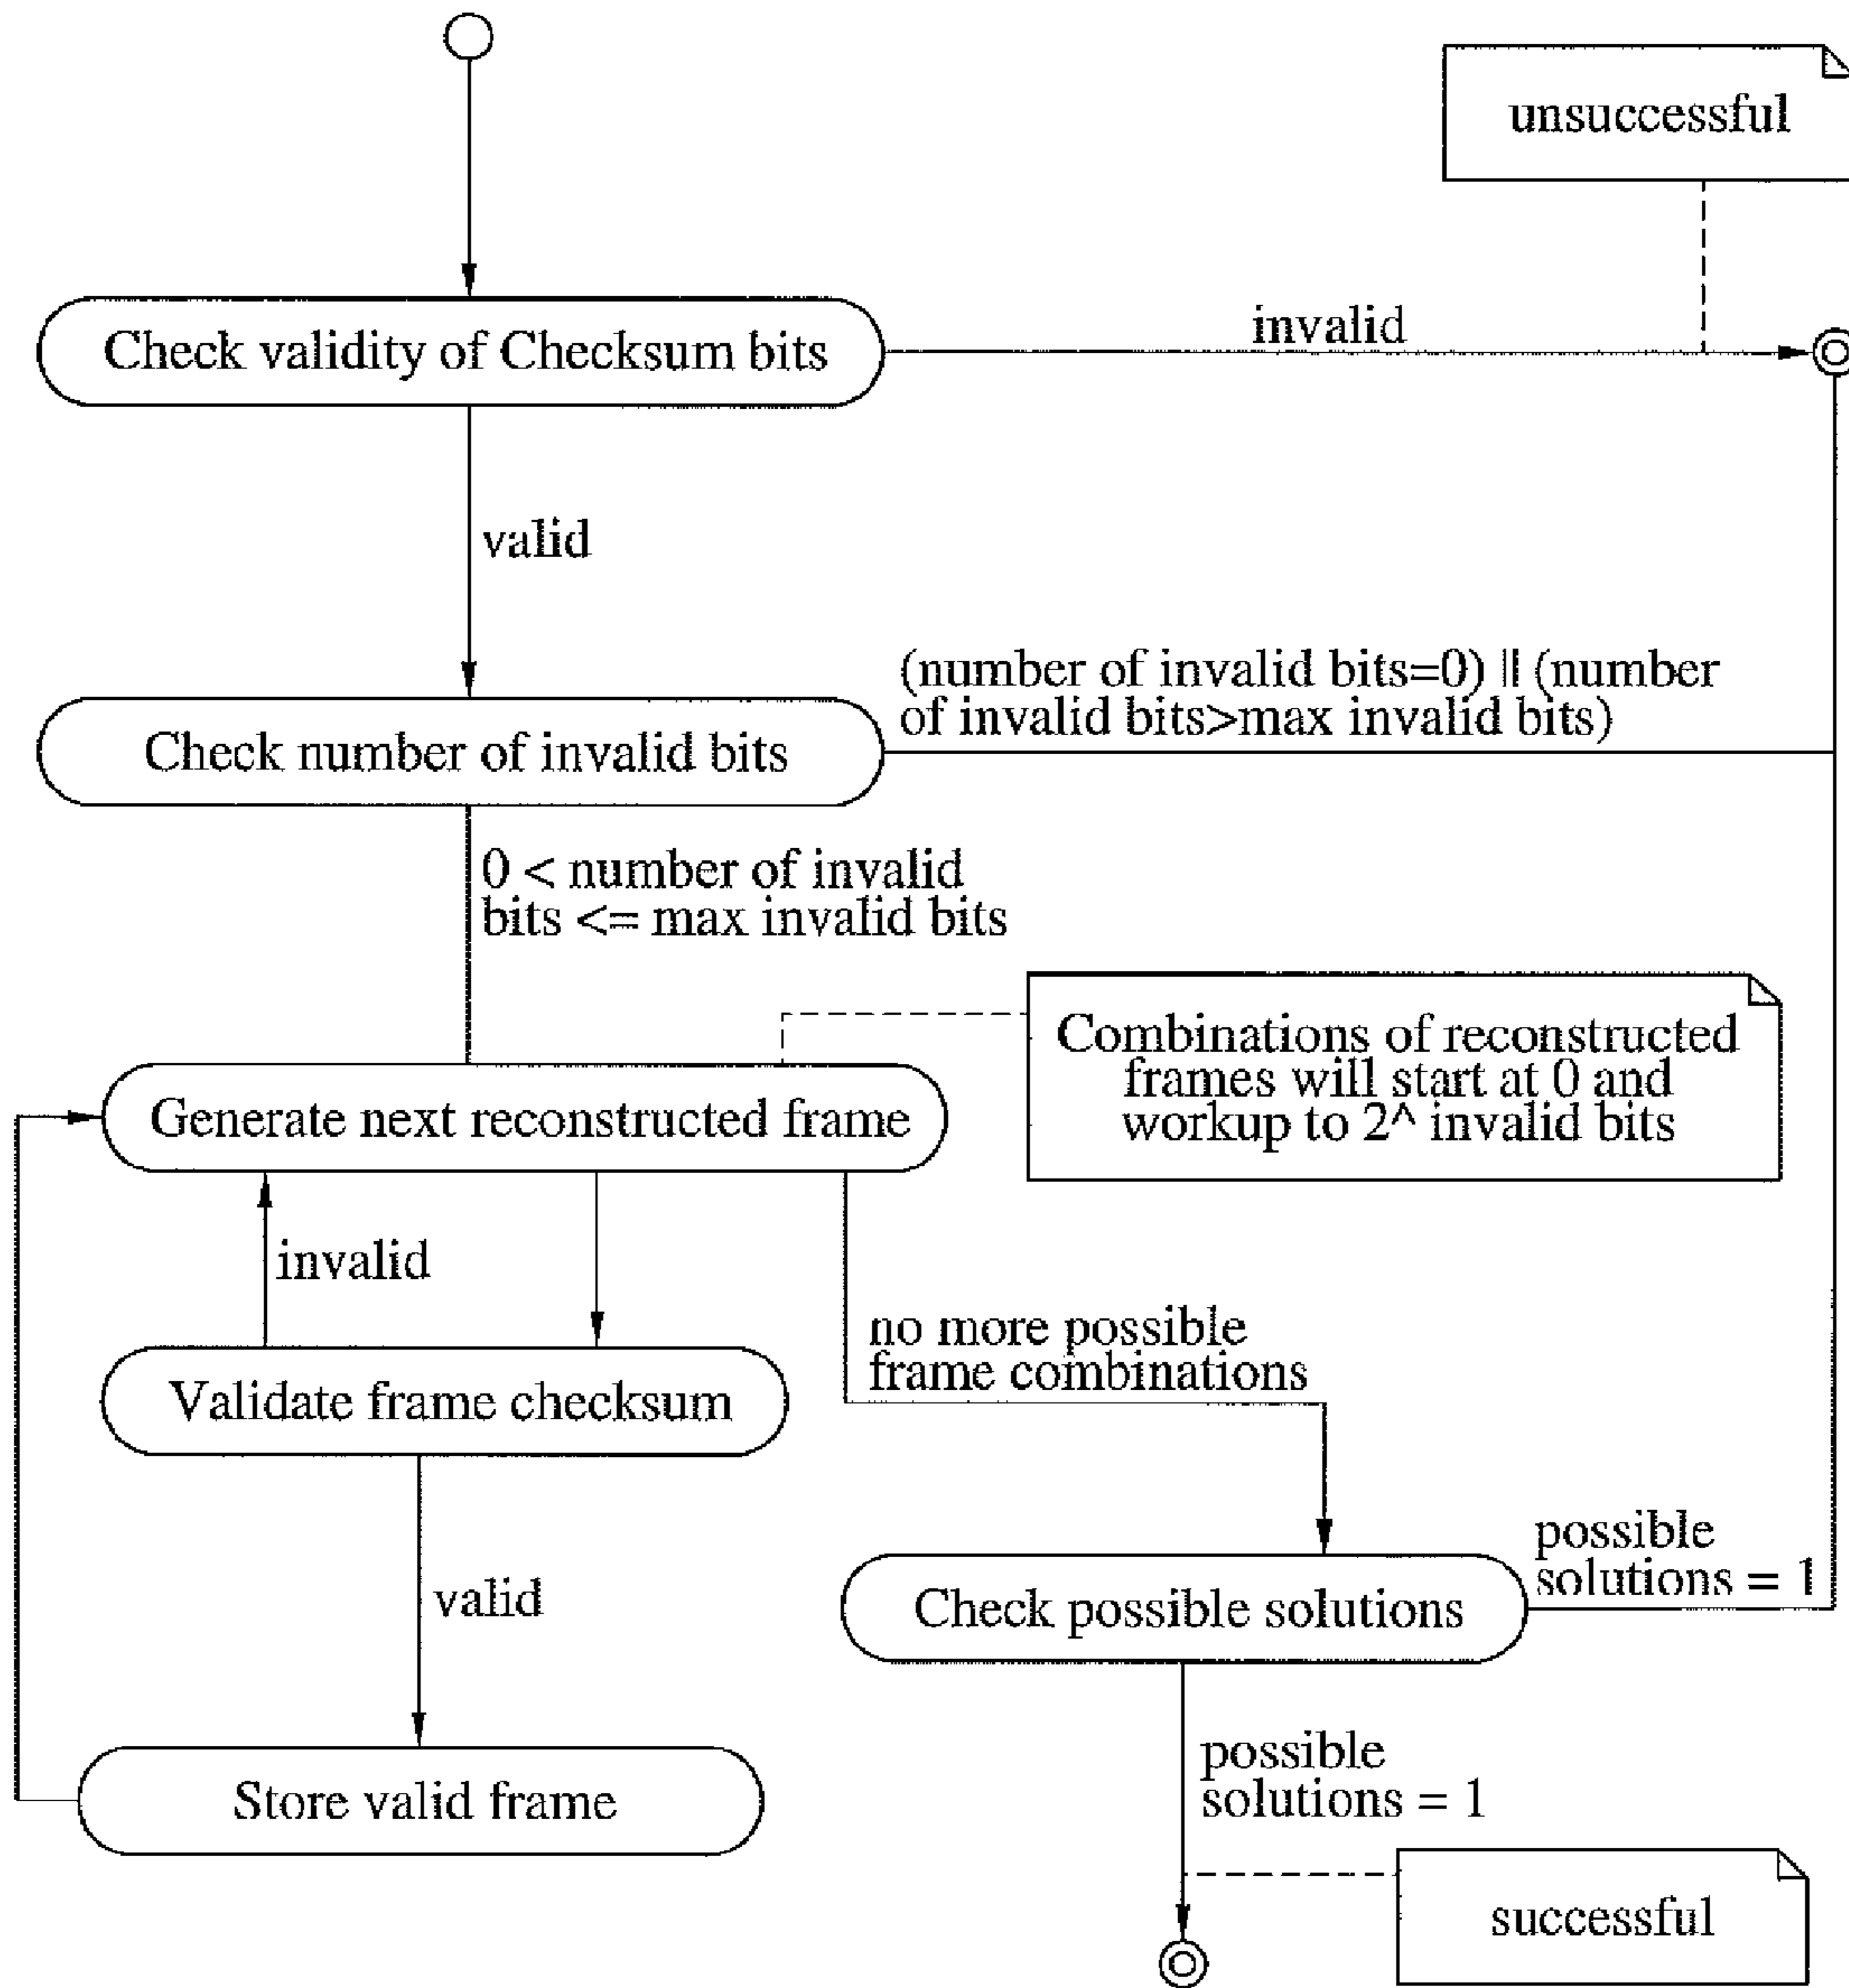 unsuccessful
Check validity of Checksum bits
invalid
valid
(number of invalid bits=0) || (number
of invalid bits>max invalid bits)
Check number of invalid bits
0 < number of invalid
bits <= max invalid bits
Combinations of reconstructed
frames will start at 0 and
workup to 2^ invalid bits
Generate next reconstructed frame
invalid
no more possible
frame combinations
Validate frame checksum
possible
solutions = 1
valid
Check possible solutions
possible
solutions = 1
Store valid frame
successful